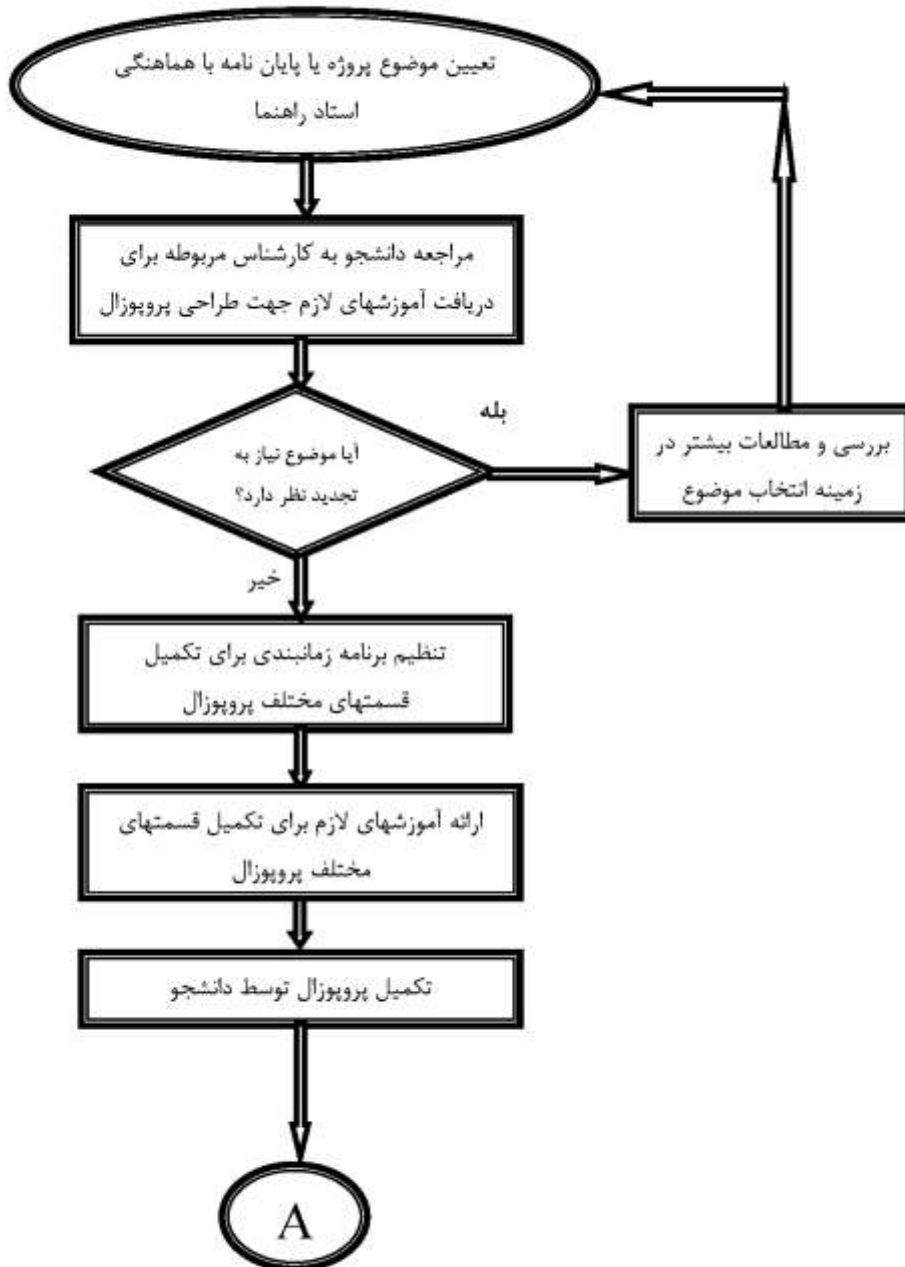 تعیین موضوع پروژه یا پایان نامه با هماهنگی
استاد راهنما
مراجعه دانشجو به کارشناس مربوطه برای
دریافت آموزشهای لازم جهت طراحی پروپوزال
آیا موضوع نیاز به
تجدید نظر دارد؟
بله
بررسی و مطالعات بیشتر در
زمینه انتخاب موضوع
خیر
تنظیم برنامه زمانبندی برای تکمیل
قسمتهای مختلف پروپوزال
ارائه آموزشهای لازم برای تکمیل قسمتهای
مختلف پروپوزال
تکمیل پروپوزال توسط دانشجو
A